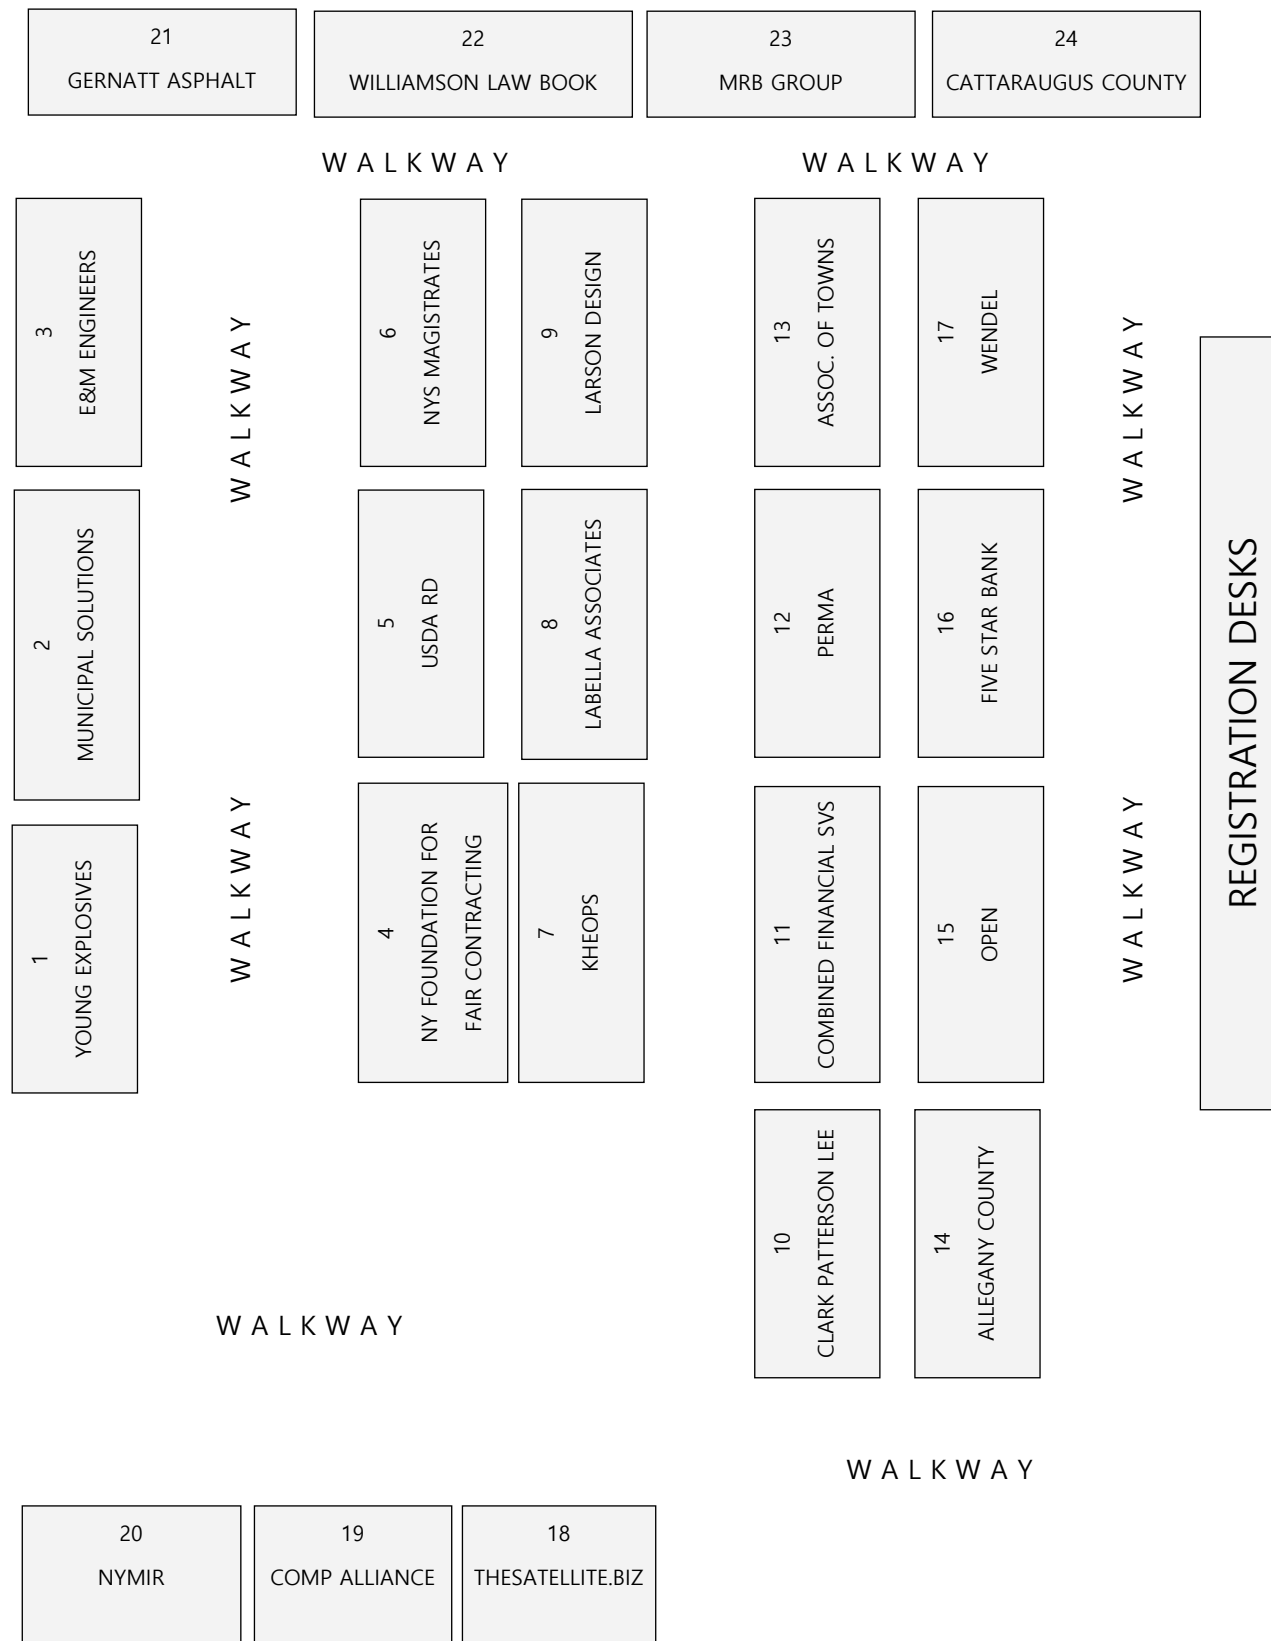 21
GERNATT ASPHALT
22
WILLIAMSON LAW BOOK
23
MRB GROUP
24
CATTARAUGUS COUNTY
WALKWAY
WALKWAY
3
E&M ENGINEERS
WALKWAY
6
NYS MAGISTRATES
9
LARSON DESIGN
13
ASSOC. OF TOWNS
17
WENDEL
WALKWAY
REGISTRATION DESKS
2
MUNICIPAL SOLUTIONS
5
USDA RD
8
LABELLA ASSOCIATES
12
PERMA
16
FIVE STAR BANK
1
YOUNG EXPLOSIVES
WALKWAY
4
NY FOUNDATION FOR
FAIR CONTRACTING
7
KHEOPS
11
COMBINED FINANCIAL SVS
15
OPEN
WALKWAY
10
CLARK PATTERSON LEE
14
ALLEGANY COUNTY
WALKWAY
WALKWAY
20
NYMIR
19
COMP ALLIANCE
18
THESATELLITE.BIZ